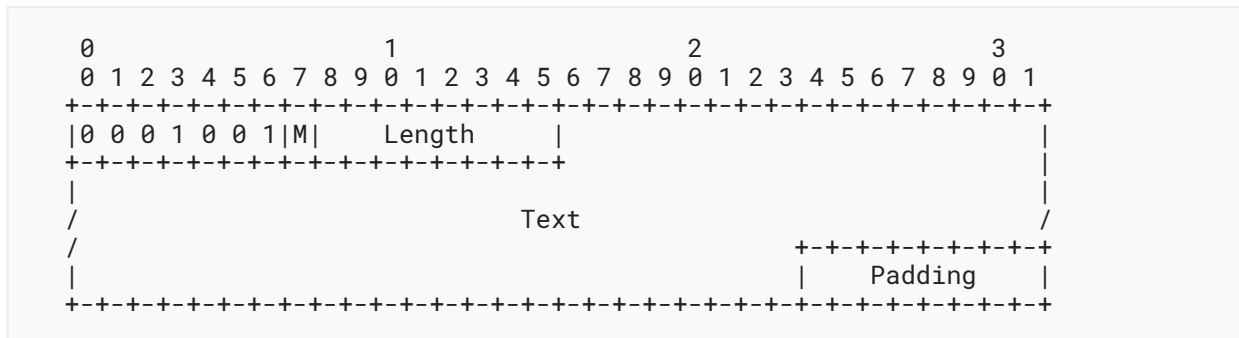 0                   1                   2                   3
 0 1 2 3 4 5 6 7 8 9 0 1 2 3 4 5 6 7 8 9 0 1 2 3 4 5 6 7 8 9 0 1
+-+-+-+-+-+-+-+-+-+-+-+-+-+-+-+-+-+-+-+-+-+-+-+-+-+-+-+-+-+-+-+-+
|0 0 0 1 0 0 1|M|    Length     |                               |
+-+-+-+-+-+-+-+-+-+-+-+-+-+-+-+-+                               |
|                                                               |
/                             Text                              /
/                                               +-+-+-+-+-+-+-+-+
|                                               |    Padding    |
+-+-+-+-+-+-+-+-+-+-+-+-+-+-+-+-+-+-+-+-+-+-+-+-+-+-+-+-+-+-+-+-+